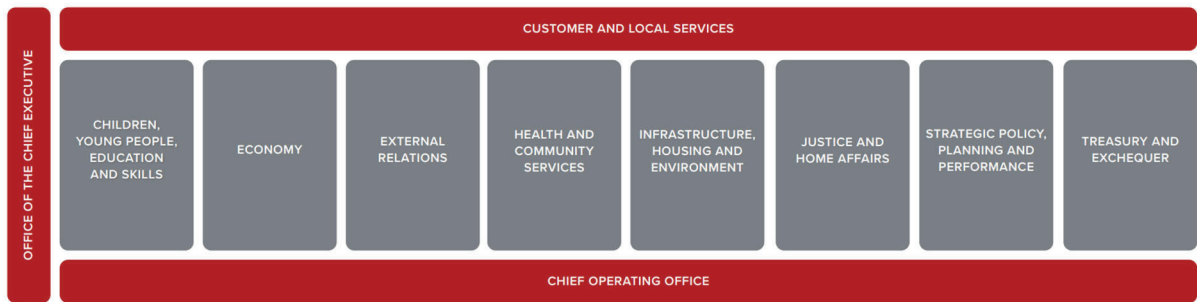 OFFICE OF THE CHIEF EXECUTIVE
CUSTOMER AND LOCAL SERVICES
CHILDREN,
YOUNG PEOPLE,
EDUCATION
AND SKILLS
ECONOMY
EXTERNAL
RELATIONS
HEALTH AND
COMMUNITY
SERVICES
INFRASTRUCTURE,
HOUSING AND
ENVIRONMENT
JUSTICE AND
HOME AFFAIRS
STRATEGIC POLICY,
PLANNING AND
PERFORMANCE
TREASURY AND
EXCHEQUER
CHIEF OPERATING OFFICE